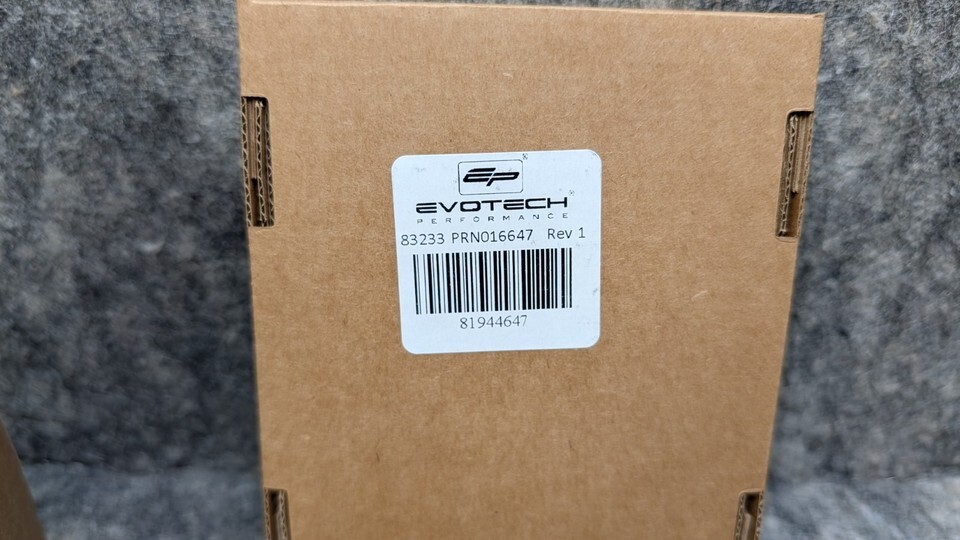 EP®
EVOTECH®
PERFORMANCE
83233 PRN016647 Rev 1
81944647